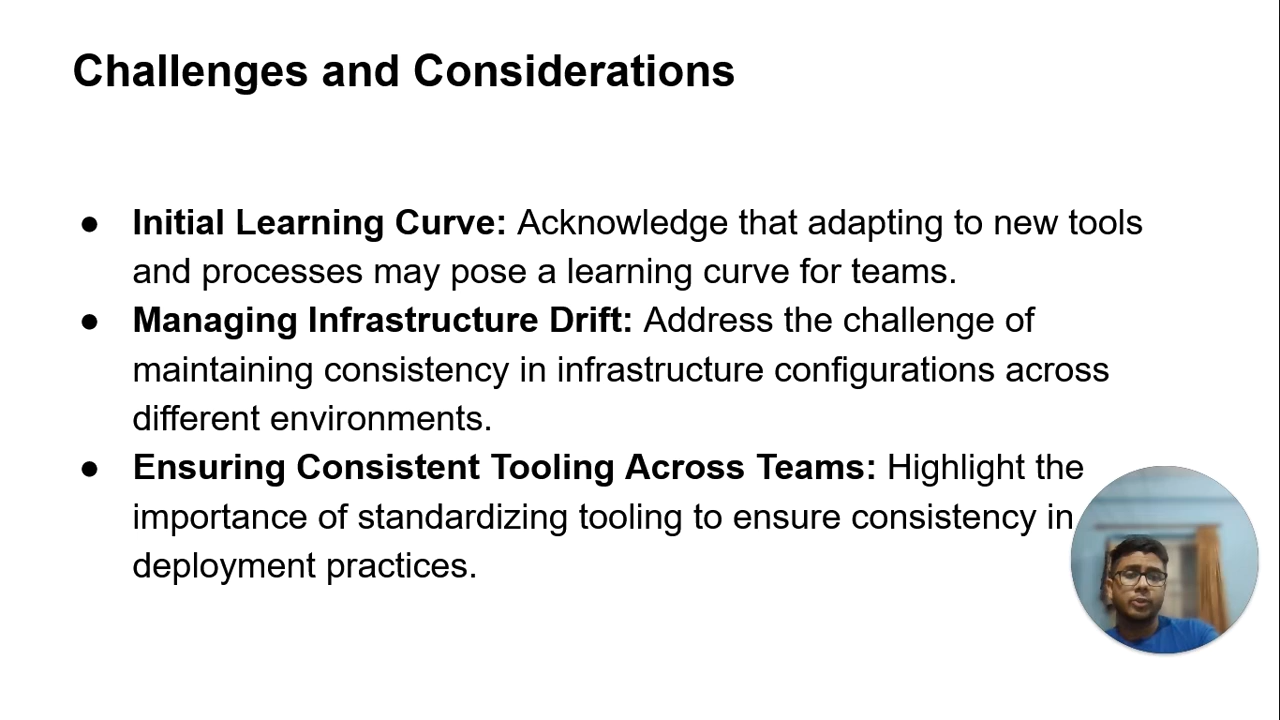 Challenges and Considerations
● Initial Learning Curve: Acknowledge that adapting to new tools
and processes may pose a learning curve for teams.
● Managing Infrastructure Drift: Address the challenge of
maintaining consistency in infrastructure configurations across
different environments.
● Ensuring Consistent Tooling Across Teams: Highlight the
importance of standardizing tooling to ensure consistency in
deployment practices.